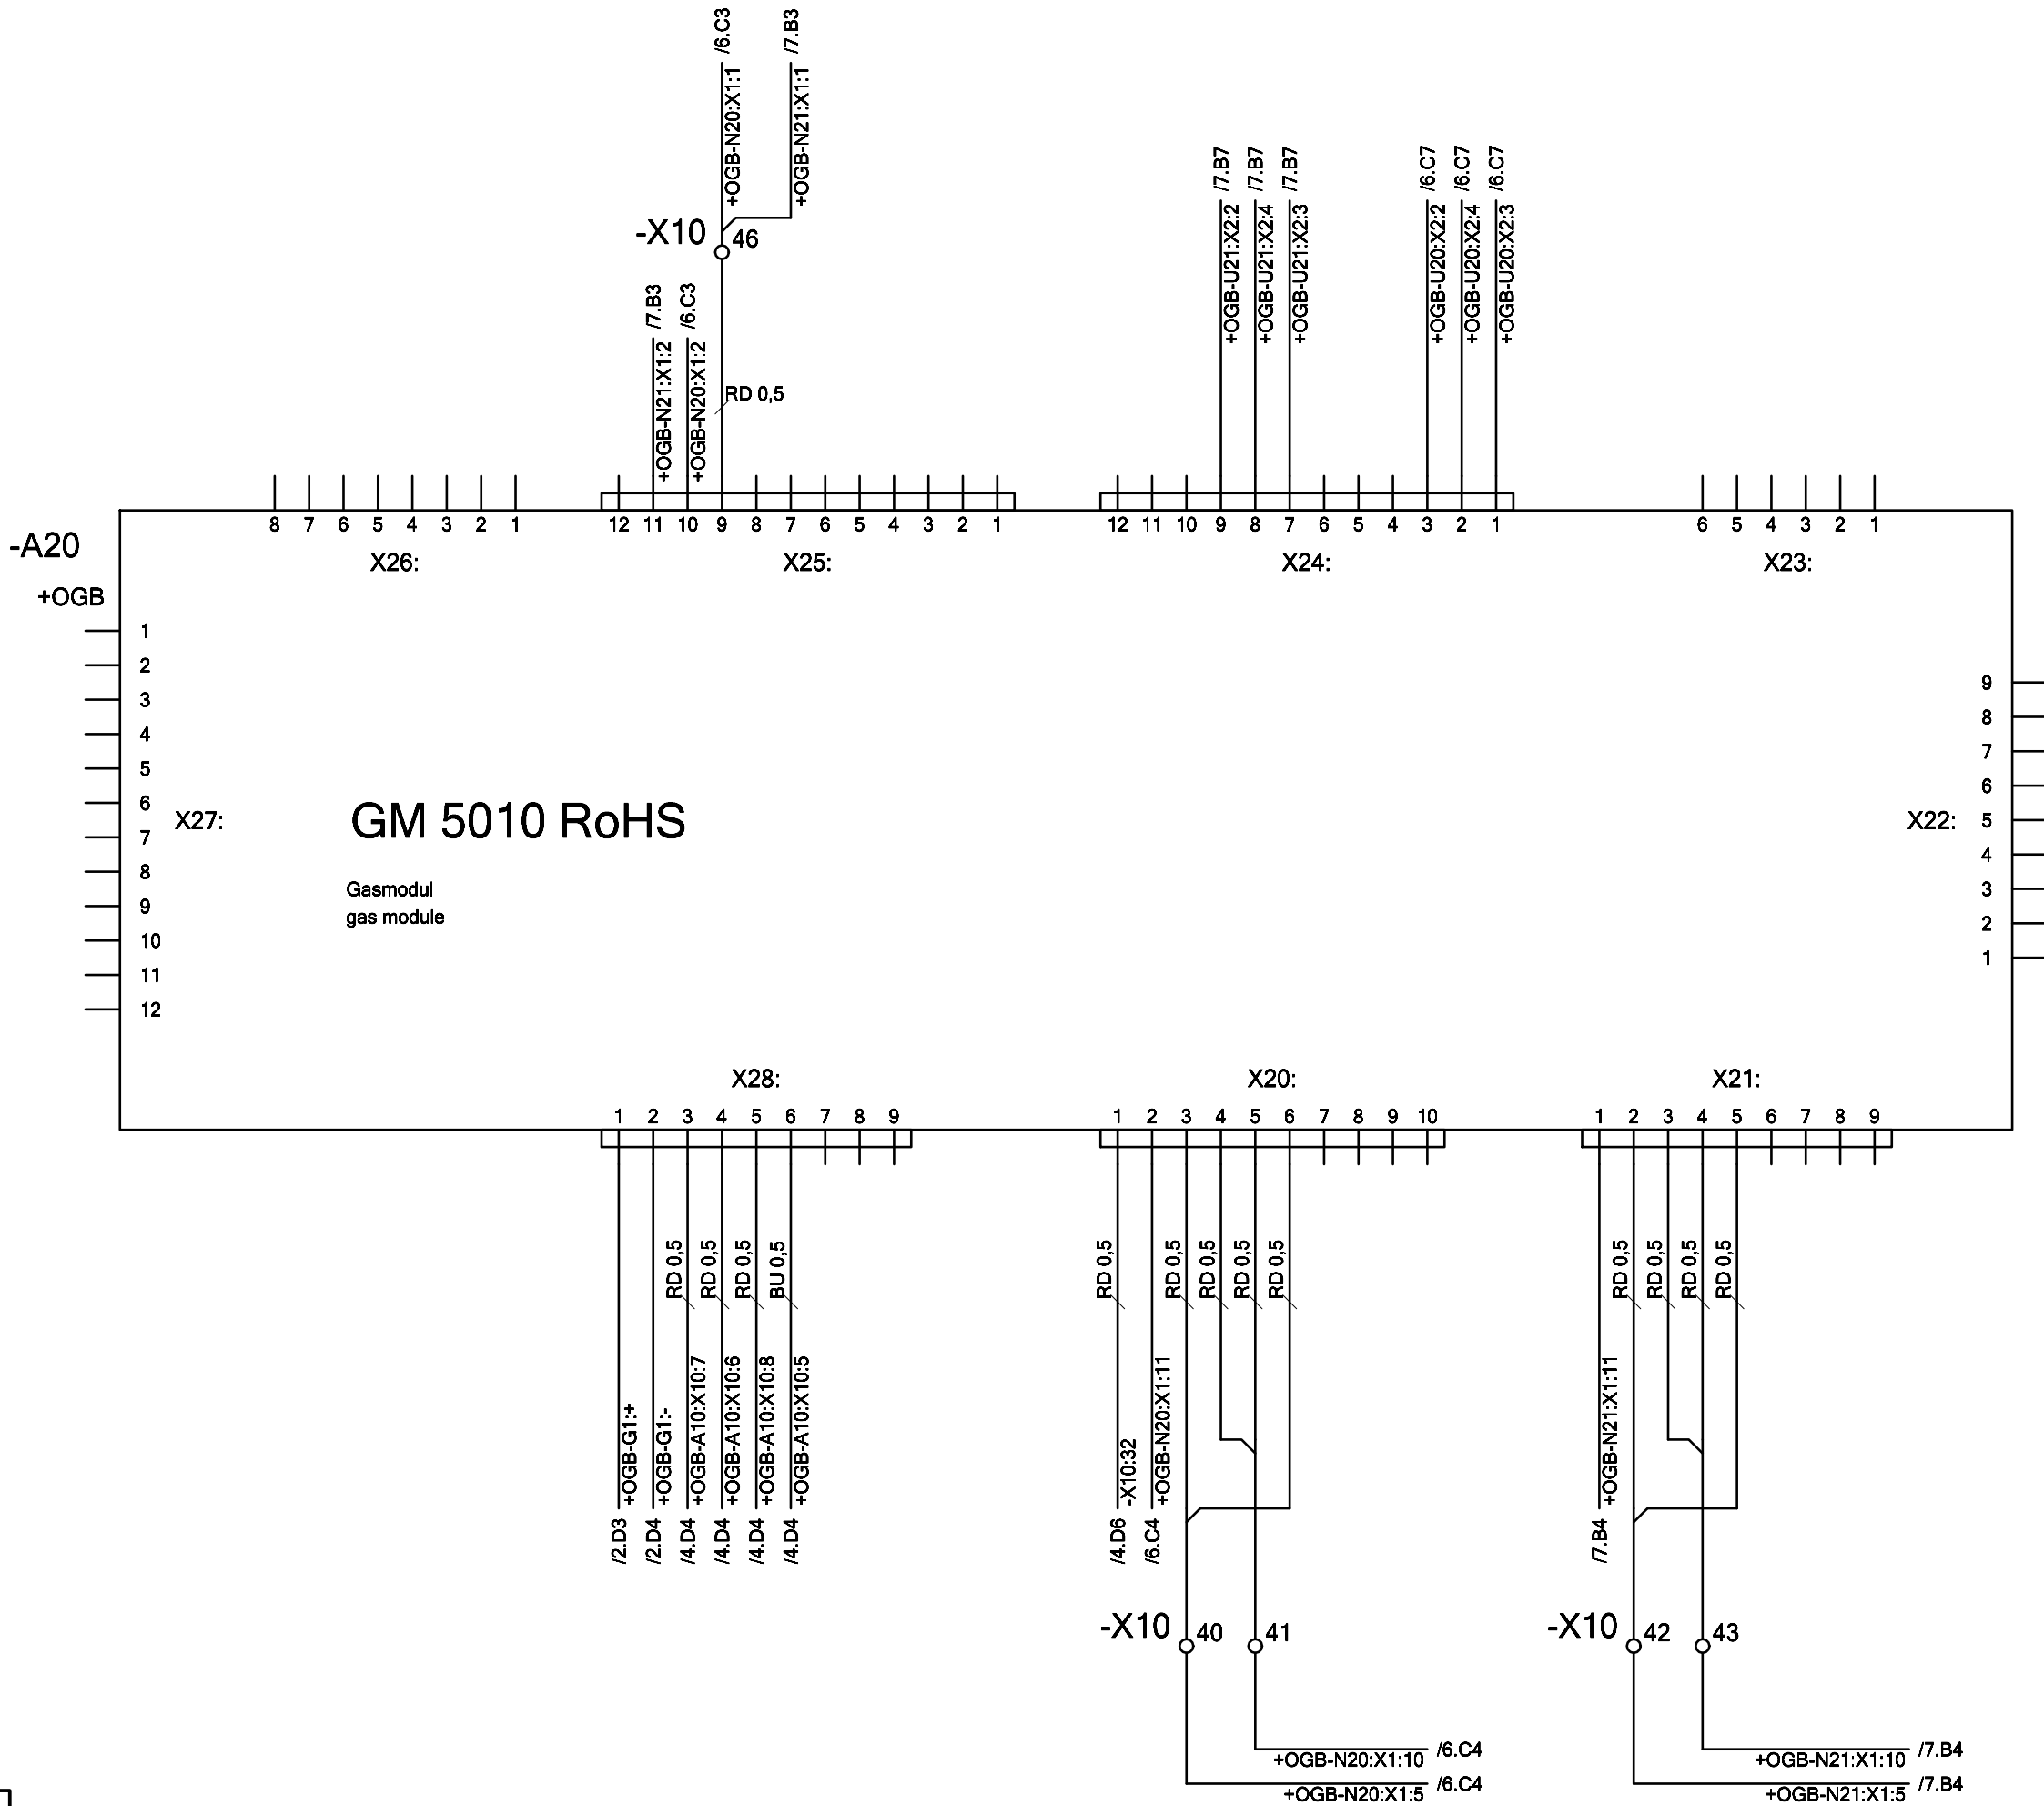 /6.C3
/7.B3
+OGB-N20:X1:1
+OGB-N21:X1:1
-X10
46
/7.B3
/6.C3
+OGB-N21:X1:2
+OGB-N20:X1:2
RD 0,5
/7.B7
/7.B7
/7.B7
/6.C7
/6.C7
/6.C7
+OGB-U21:X2:2
+OGB-U21:X2:4
+OGB-U21:X2:3
+OGB-U20:X2:2
+OGB-U20:X2:4
+OGB-U20:X2:3
8 7 6 5 4 3 2 1
12 11 10 9 8 7 6 5 4 3 2 1
12 11 10 9 8 7 6 5 4 3 2 1
6 5 4 3 2 1
-A20
X26:
X25:
X24:
X23:
+OGB
1
2
3
4
5
6
7
8
9
10
11
12
X27:
GM 5010 RoHS
Gasmodul
gas module
X22:
9
8
7
6
5
4
3
2
1
X28:
X20:
X21:
1 2 3 4 5 6 7 8 9
1 2 3 4 5 6 7 8 9 10
1 2 3 4 5 6 7 8 9
RD 0,5
RD 0,5
RD 0,5
BU 0,5
+OGB-G1:+
+OGB-G1:-
+OGB-A10:X10:7
+OGB-A10:X10:6
+OGB-A10:X10:8
+OGB-A10:X10:5
/2.D3
/2.D4
/4.D4
/4.D4
/4.D4
/4.D4
RD 0,5
RD 0,5
RD 0,5
RD 0,5
RD 0,5
-X10:32
+OGB-N20:X1:11
/4.D6
/6.C4
-X10
40
41
+OGB-N20:X1:10
/6.C4
+OGB-N20:X1:5
/6.C4
RD 0,5
RD 0,5
RD 0,5
RD 0,5
+OGB-N21:X1:11
/7.B4
-X10
42
43
+OGB-N21:X1:10
/7.B4
+OGB-N21:X1:5
/7.B4